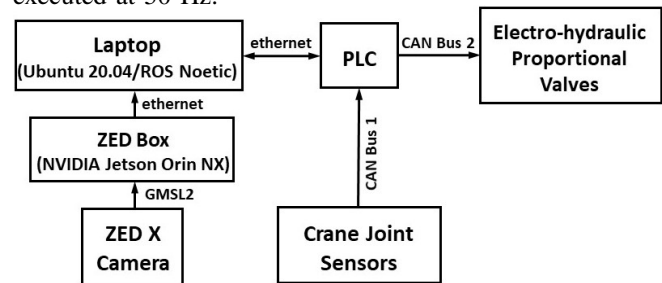 executed at 50 Hz.
Laptop
(Ubuntu 20.04/ROS Noetic)
ethernet
PLC
CAN Bus 2
Electro-hydraulic
Proportional
Valves
ethernet
ZED Box
(NVIDIA Jetson Orin NX)
CAN Bus 1
GMSL2
ZED X
Camera
Crane Joint
Sensors